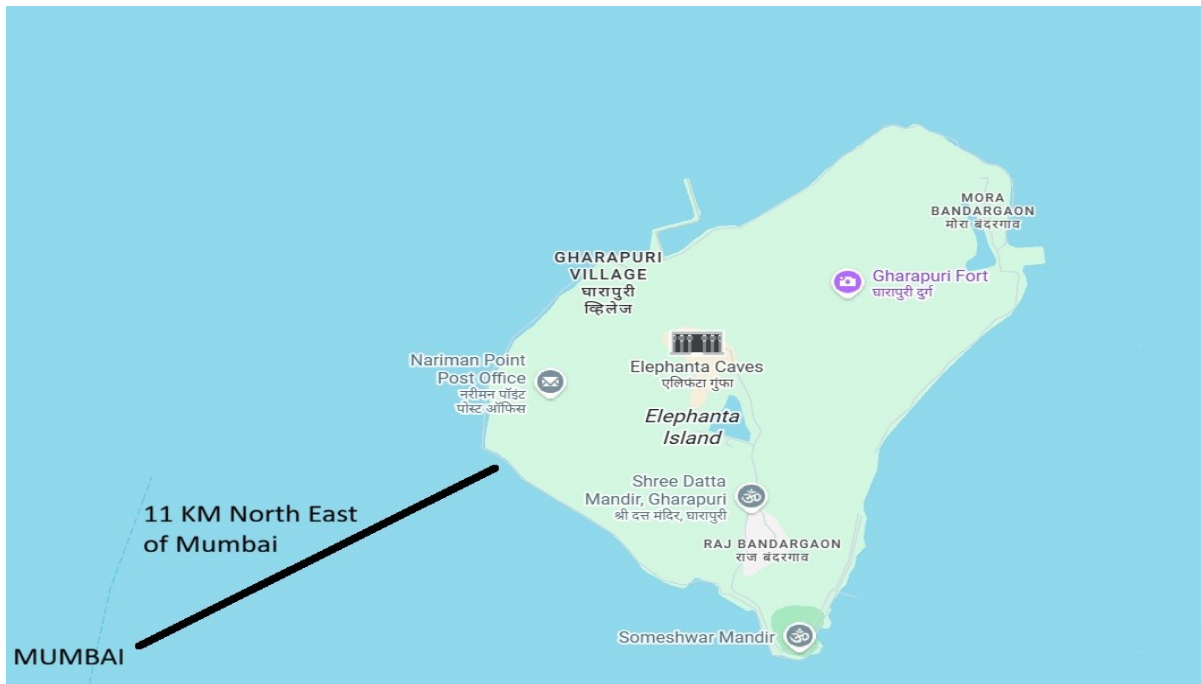 MORA
BANDARGAON
मोरा बंदरगाव
GHARAPURI
VILLAGE
घारापुरी
व्हिलेज
Gharapuri Fort
घारापुरी दुर्ग
Nariman Point
Post Office
नरीमन पॉइंट
पोस्ट ऑफिस
Elephanta Caves
एलिफंटा गुंफा
Elephanta
Island
Shree Datta
Mandir, Gharapuri
श्री दत्त मंदिर, घारापुरी
11 KM North East
of Mumbai
RAJ BANDARGAON
राज बंदरगाव
Someshwar Mandir
MUMBAI